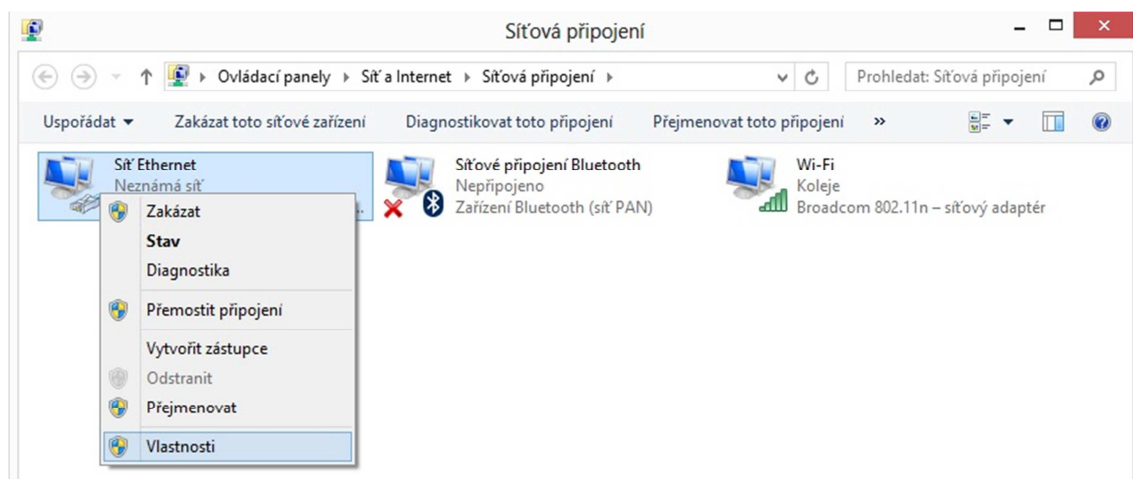 Síťová připojení
Ovládací panely ▸ Síť a Internet ▸ Síťová připojení ▸
Prohledat: Síťová připojení
Uspořádat
Zakázat toto síťové zařízení
Diagnostikovat toto připojení
Přejmenovat toto připojení
»
Síť Ethernet
Neznámá síť
...
Síťové připojení Bluetooth
Nepřipojeno
Zařízení Bluetooth (síť PAN)
Wi-Fi
Koleje
Broadcom 802.11n – síťový adaptér
Zakázat
Stav
Diagnostika
Přemostit připojení
Vytvořit zástupce
Odstranit
Přejmenovat
Vlastnosti